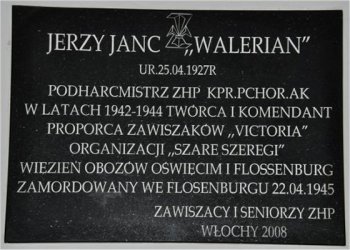 JERZY JANC „WALERIAN"
UR.25.04.1927R
PODHARCMISTRZ ZHP KPR.PCHOR.AK
W LATACH 1942-1944 TWÓRCA I KOMENDANT
PROPORCA ZAWISZAKÓW „VICTORIA"
ORGANIZACJI „SZARE SZEREGI"
WIEZIEŃ OBOZÓW OŚWIĘCIM I FLOSSENBURG
ZAMORDOWANY WE FLOSENBURGU 22.04.1945
ZAWISZACY I SENIORZY ZHP
WŁOCHY 2008